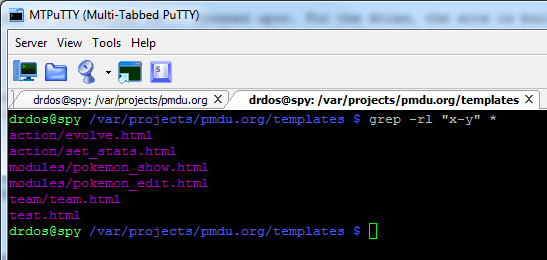 MTPuTTY (Multi-Tabbed PuTTY)
Server View Tools Help
drdos@spy: /var/projects/pmdu.org X drdos@spy: /var/projects/pmdu.org/templates X
drdos@spy /var/projects/pmdu.org/templates $ grep -rl "x-y" *
action/evolve.html
action/set_stats.html
modules/pokemon_show.html
modules/pokemon_edit.html
team/team.html
test.html
drdos@spy /var/projects/pmdu.org/templates $